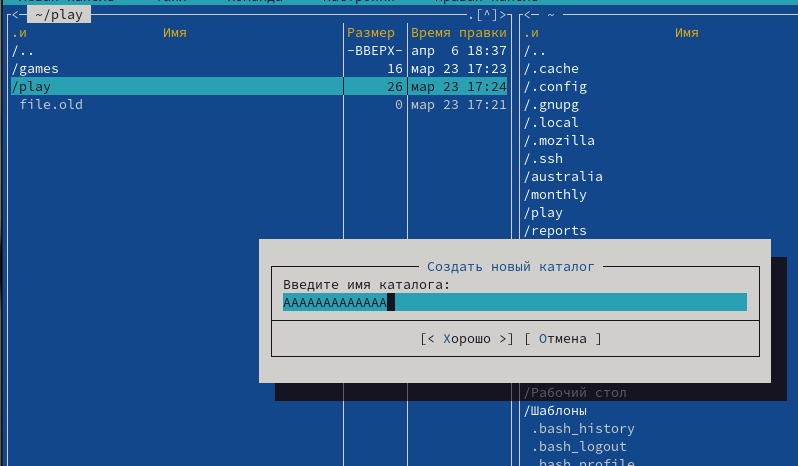 <─ ~/play .[^]>
.и Имя Размер Время правки
/.. -ВВЕРХ- апр 6 18:37
/games 16 мар 23 17:23
/play 26 мар 23 17:24
file.old 0 мар 23 17:21
<─ ~
.и Имя
/..
/.cache
/.config
/.gnupg
/.local
/.mozilla
/.ssh
/australia
/monthly
/play
/reports
Создать новый каталог
Введите имя каталога:
AAAAAAAAAAAAA
[< Хорошо >] [ Отмена ]
/Рабочий стол
/Шаблоны
.bash_history
.bash_logout
.bash_profile